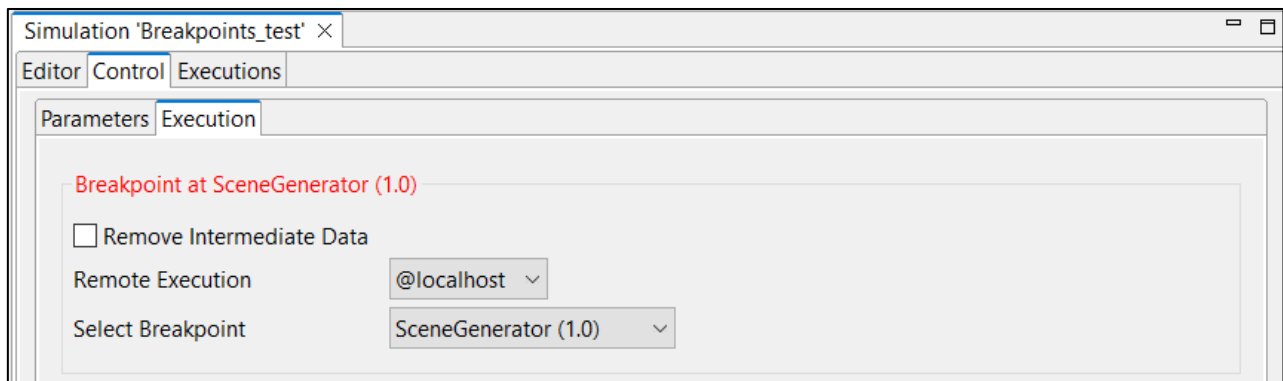 Simulation 'Breakpoints_test'
Editor Control Executions
Parameters Execution
Breakpoint at SceneGenerator (1.0)
Remove Intermediate Data
Remote Execution @localhost
Select Breakpoint SceneGenerator (1.0)